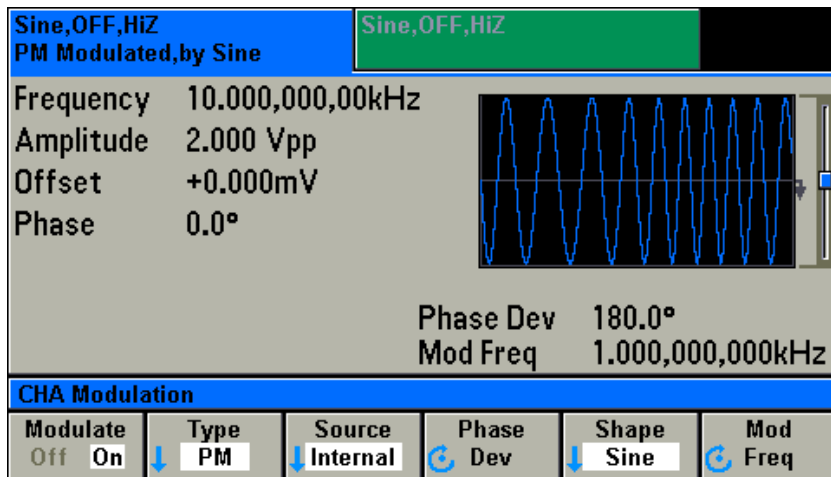 Sine,OFF,HiZ
PM Modulated,by Sine
Sine,OFF,HiZ
Frequency 10.000,000,00kHz
Amplitude 2.000 Vpp
Offset +0.000mV
Phase 0.0°
Phase Dev 180.0°
Mod Freq 1.000,000,000kHz
CHA Modulation
Modulate
Off On
Type
PM
Source
Internal
Phase
Dev
Shape
Sine
Mod
Freq